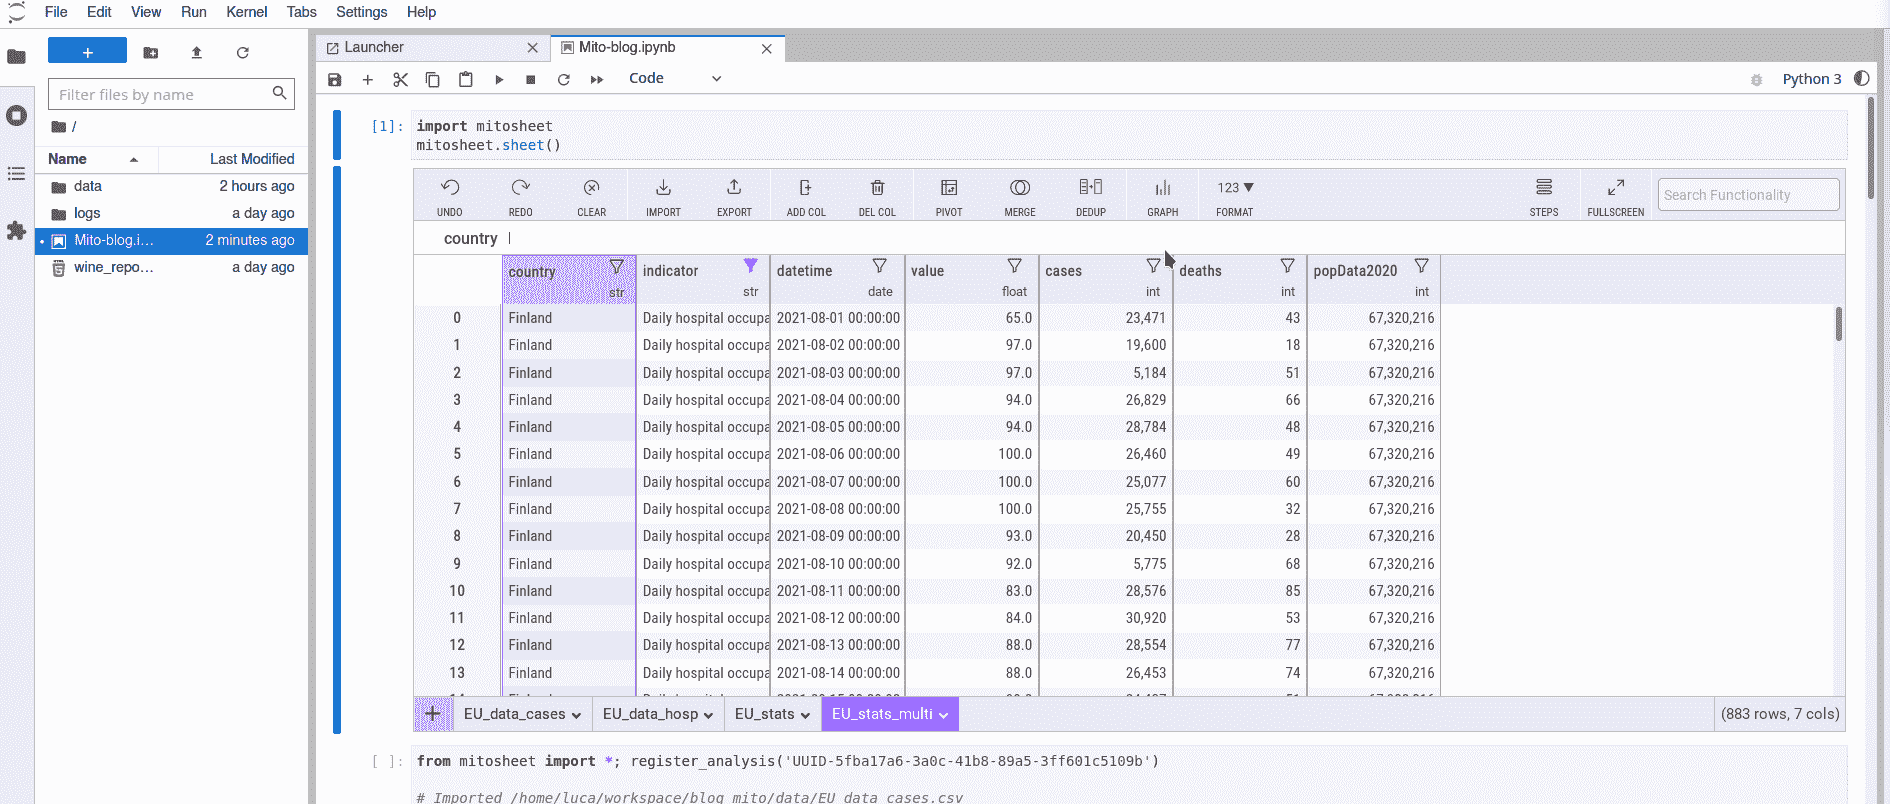 File Edit View Run Kernel Tabs Settings Help
+
Filter files by name
/
Name Last Modified
data 2 hours ago
logs a day ago
Mito-blog.i... 2 minutes ago
wine_repo... a day ago
Launcher
Mito-blog.ipynb
Code
Python 3
[1]: import mitosheet
mitosheet.sheet()
UNDO REDO CLEAR IMPORT EXPORT ADD COL DEL COL PIVOT MERGE DEDUP GRAPH 123 ▼ FORMAT STEPS FULLSCREEN Search Functionality
country
country str indicator str datetime date value float cases int deaths int popData2020 int
0 Finland Daily hospital occupa 2021-08-01 00:00:00 65.0 23,471 43 67,320,216
1 Finland Daily hospital occupa 2021-08-02 00:00:00 97.0 19,600 18 67,320,216
2 Finland Daily hospital occupa 2021-08-03 00:00:00 97.0 5,184 51 67,320,216
3 Finland Daily hospital occupa 2021-08-04 00:00:00 94.0 26,829 66 67,320,216
4 Finland Daily hospital occupa 2021-08-05 00:00:00 94.0 28,784 48 67,320,216
5 Finland Daily hospital occupa 2021-08-06 00:00:00 100.0 26,460 49 67,320,216
6 Finland Daily hospital occupa 2021-08-07 00:00:00 100.0 25,077 60 67,320,216
7 Finland Daily hospital occupa 2021-08-08 00:00:00 100.0 25,755 32 67,320,216
8 Finland Daily hospital occupa 2021-08-09 00:00:00 93.0 20,450 28 67,320,216
9 Finland Daily hospital occupa 2021-08-10 00:00:00 92.0 5,775 68 67,320,216
10 Finland Daily hospital occupa 2021-08-11 00:00:00 83.0 28,576 85 67,320,216
11 Finland Daily hospital occupa 2021-08-12 00:00:00 84.0 30,920 53 67,320,216
12 Finland Daily hospital occupa 2021-08-13 00:00:00 88.0 28,554 77 67,320,216
13 Finland Daily hospital occupa 2021-08-14 00:00:00 88.0 26,453 74 67,320,216
+ EU_data_cases EU_data_hosp EU_stats EU_stats_multi (883 rows, 7 cols)
[ ]: from mitosheet import *; register_analysis('UUID-5fba17a6-3a0c-41b8-89a5-3ff601c5109b')
# Imported /home/luca/workspace/blog_mito/data/EU_data_cases.csv